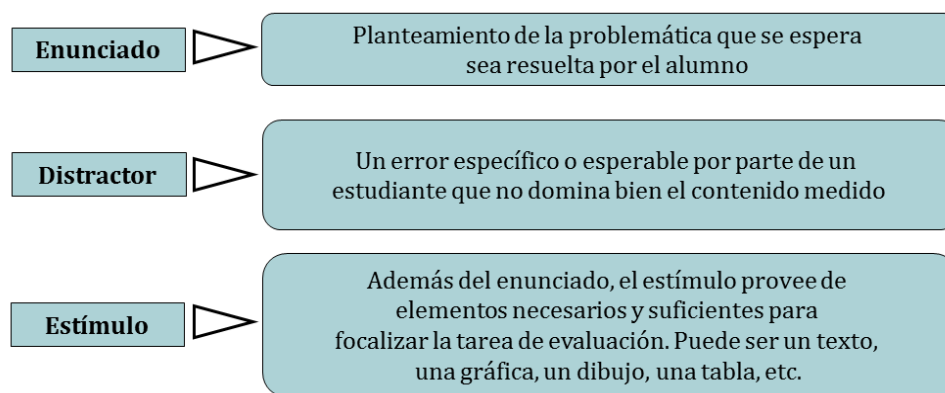 Enunciado
Planteamiento de la problemática que se espera
sea resuelta por el alumno
Distractor
Un error específico o esperable por parte de un
estudiante que no domina bien el contenido medido
Estímulo
Además del enunciado, el estímulo provee de
elementos necesarios y suficientes para
focalizar la tarea de evaluación. Puede ser un texto,
una gráfica, un dibujo, una tabla, etc.